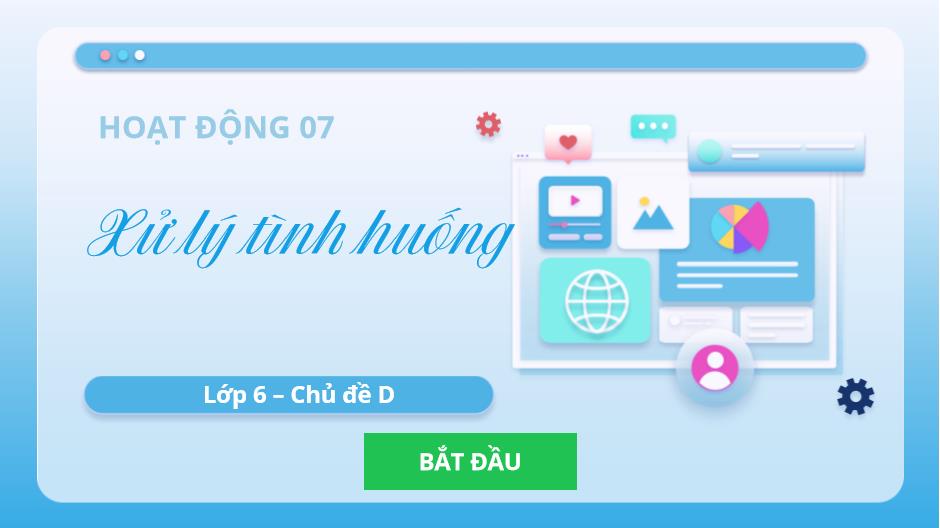 HOẠT ĐỘNG 07
Xử lý tình huống
Lớp 6 – Chủ đề D
BẮT ĐẦU